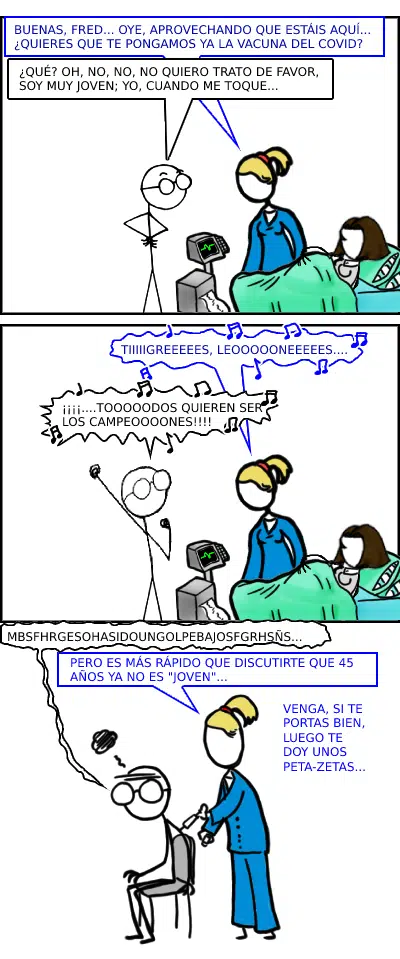 BUENAS, FRED... OYE, APROVECHANDO QUE ESTÁIS AQUÍ...
¿QUIERES QUE TE PONGAMOS YA LA VACUNA DEL COVID?
¿QUÉ? OH, NO, NO, NO QUIERO TRATO DE FAVOR,
SOY MUY JOVEN; YO, CUANDO ME TOQUE...
TIIIIIGREEEEES, LEOOOOONEEEEES....
¡¡¡¡....TOOOOODOS QUIEREN SER
LOS CAMPEOOOONES!!!!
MBSFHRGESOHASIDOUNGOLPEBAJOSFGRHSÑS...
PERO ES MÁS RÁPIDO QUE DISCUTIRTE QUE 45
AÑOS YA NO ES "JOVEN"...
VENGA, SI TE
PORTAS BIEN,
LUEGO TE
DOY UNOS
PETA-ZETAS...